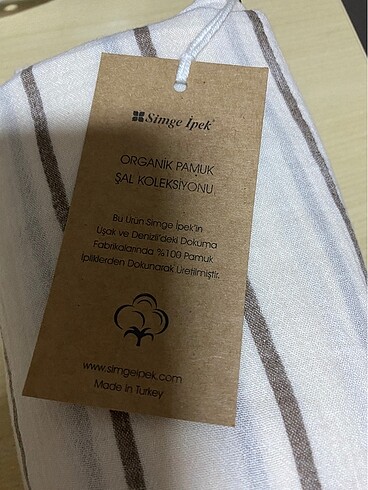 Simge İpek®
ORGANİK PAMUK
ŞAL KOLEKSİYONU
Bu Ürün Simge İpek'in
Uşak ve Denizli'deki Dokuma
Fabrikalarında %100 Pamuk
İpliklerden Dokunarak Üretilmiştir.
www.simgeipek.com
Made In Turkey